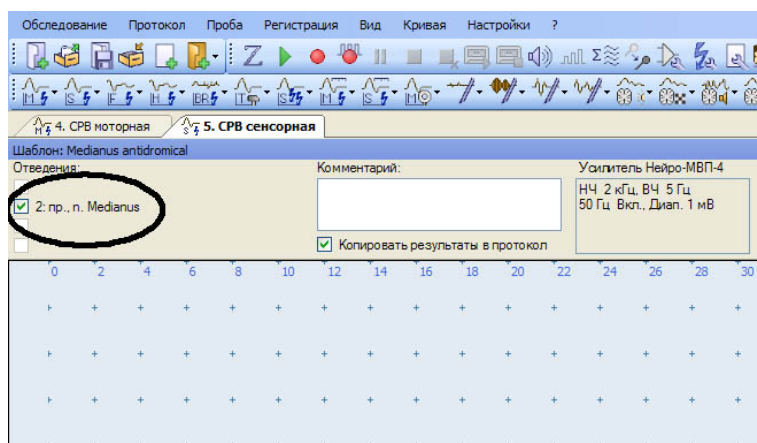 Обследование Протокол Проба Регистрация Вид Кривая Настройки ?
4. СРВ моторная 5. СРВ сенсорная
Шаблон: Medianus antidromical
Отведения: Комментарий: Усилитель Нейро-МВП-4
НЧ 2 кГц, ВЧ 5 Гц
2: пр., n. Medianus 50 Гц Вкл., Диап. 1 мВ
Копировать результаты в протокол
0 2 4 6 8 10 12 14 16 18 20 22 24 26 28 30